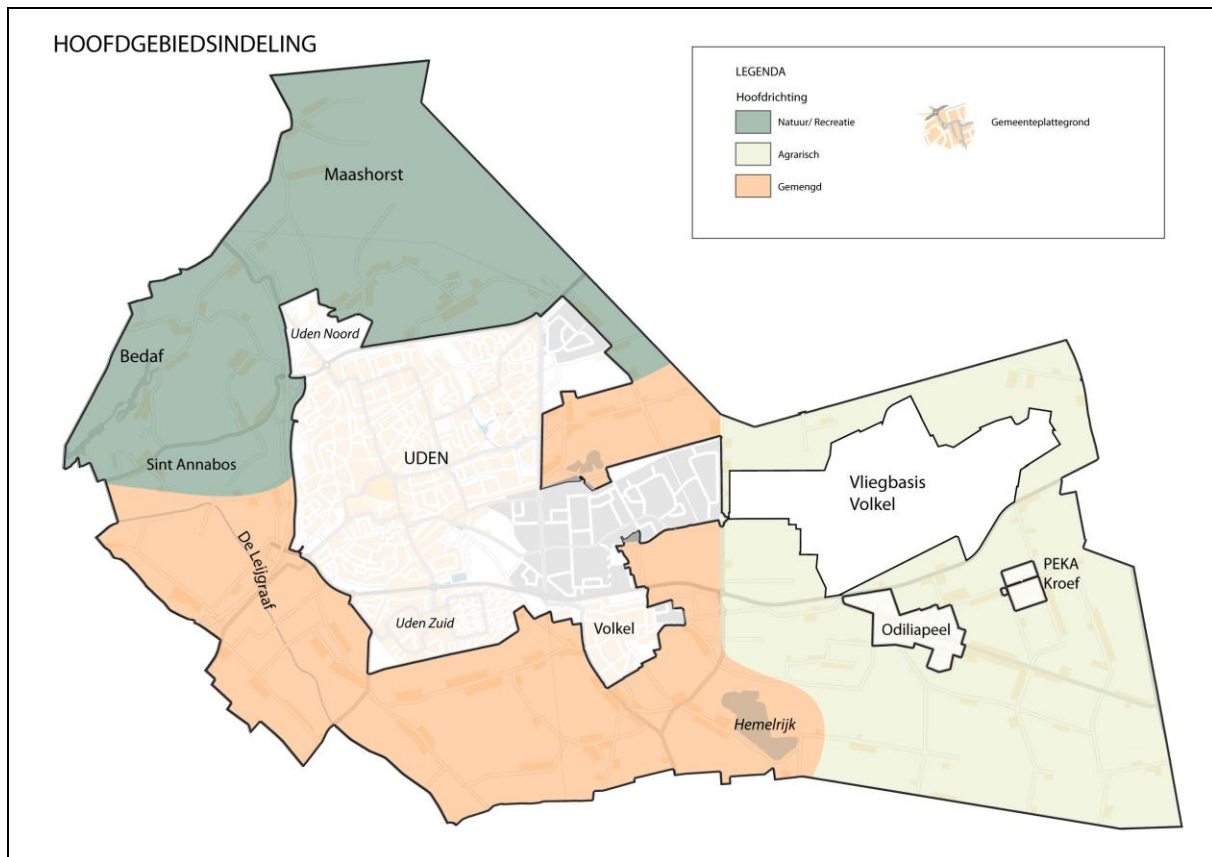 HOOFDGEBIEDSINDELING
LEGENDA
Hoofdrichting
Natuur/ Recreatie
Agrarisch
Gemengd
Gemeenteplattegrond
Maashorst
Uden Noord
Bedaf
Sint Annabos
UDEN
Vliegbasis
Volkel
De Leijgraaf
PEKA
Kroef
Uden Zuid
Volkel
Odiliapeel
Hemelrijk